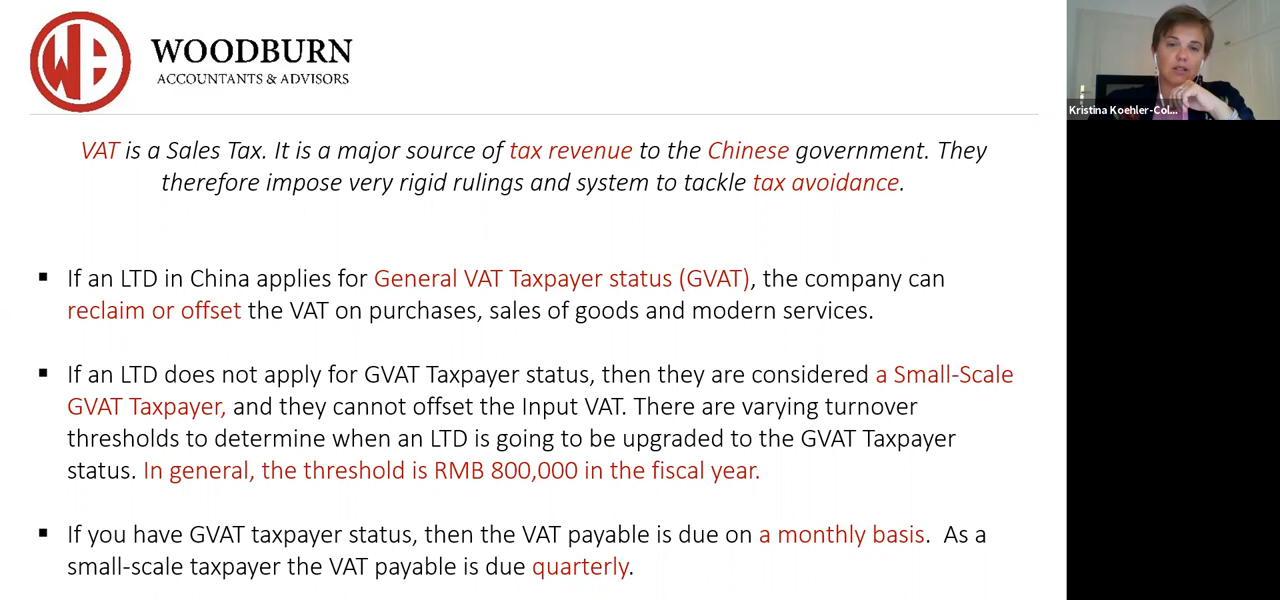 WOODBURN
ACCOUNTANTS & ADVISORS
Kristina Koehler-Col...
VAT is a Sales Tax. It is a major source of tax revenue to the Chinese government. They
therefore impose very rigid rulings and system to tackle tax avoidance.
▪ If an LTD in China applies for General VAT Taxpayer status (GVAT), the company can
reclaim or offset the VAT on purchases, sales of goods and modern services.
▪ If an LTD does not apply for GVAT Taxpayer status, then they are considered a Small-Scale
GVAT Taxpayer, and they cannot offset the Input VAT. There are varying turnover
thresholds to determine when an LTD is going to be upgraded to the GVAT Taxpayer
status. In general, the threshold is RMB 800,000 in the fiscal year.
▪ If you have GVAT taxpayer status, then the VAT payable is due on a monthly basis. As a
small-scale taxpayer the VAT payable is due quarterly.